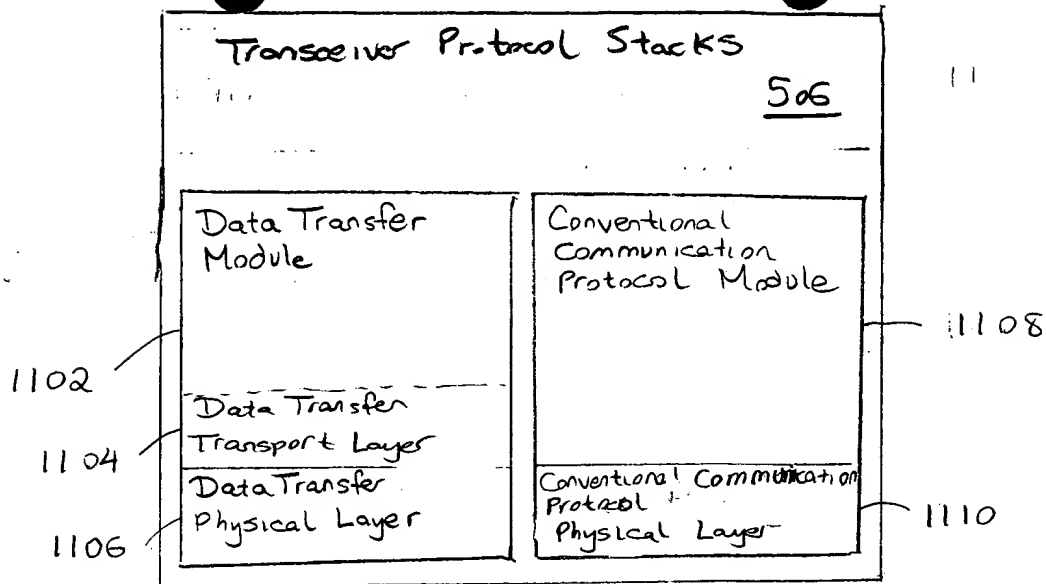 Transceiver Protocol Stacks
506
11
Data Transfer
Module
1102
Data Transfer
Transport Layer
1104
Data Transfer
Physical Layer
1106
Conventional
Communication
Protocol Module
1108
Conventional Communication
Protocol
Physical Layer
1110